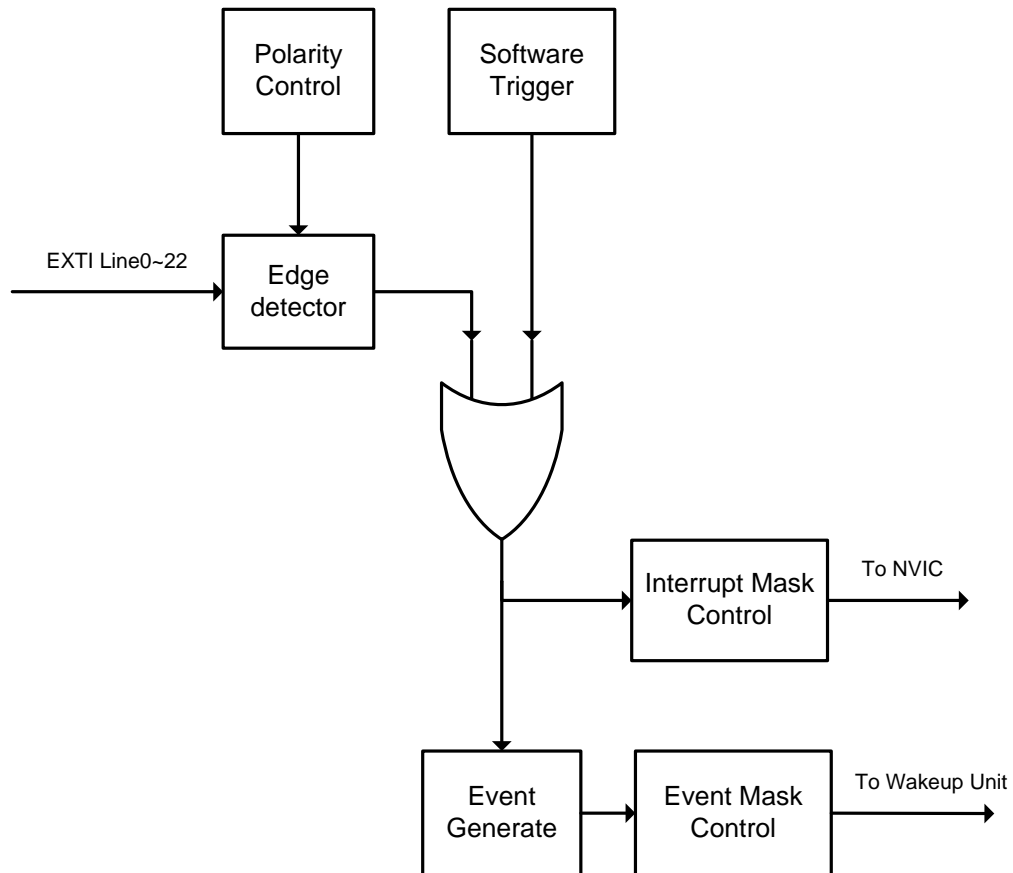 Polarity
Control
Software
Trigger
EXTI Line0~22
Edge
detector
Interrupt Mask
Control
To NVIC
Event
Generate
Event Mask
Control
To Wakeup Unit